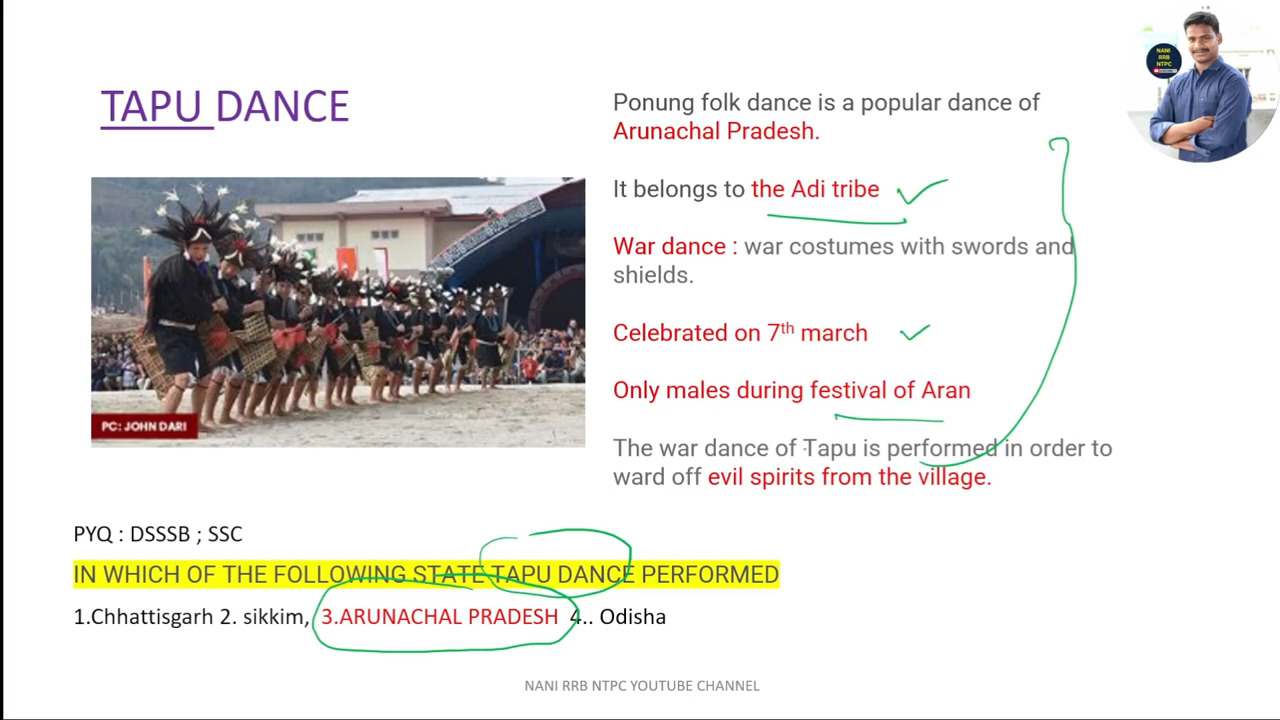 NANI
RRB
NTPC
TAPU DANCE
Ponung folk dance is a popular dance of
Arunachal Pradesh.
It belongs to the Adi tribe
War dance : war costumes with swords and
shields.
Celebrated on 7th march
Only males during festival of Aran
The war dance of Tapu is performed in order to
ward off evil spirits from the village.
PC: JOHN DARI
PYQ : DSSSB ; SSC
IN WHICH OF THE FOLLOWING STATE TAPU DANCE PERFORMED
1.Chhattisgarh 2. sikkim, 3.ARUNACHAL PRADESH 4.. Odisha
NANI RRB NTPC YOUTUBE CHANNEL